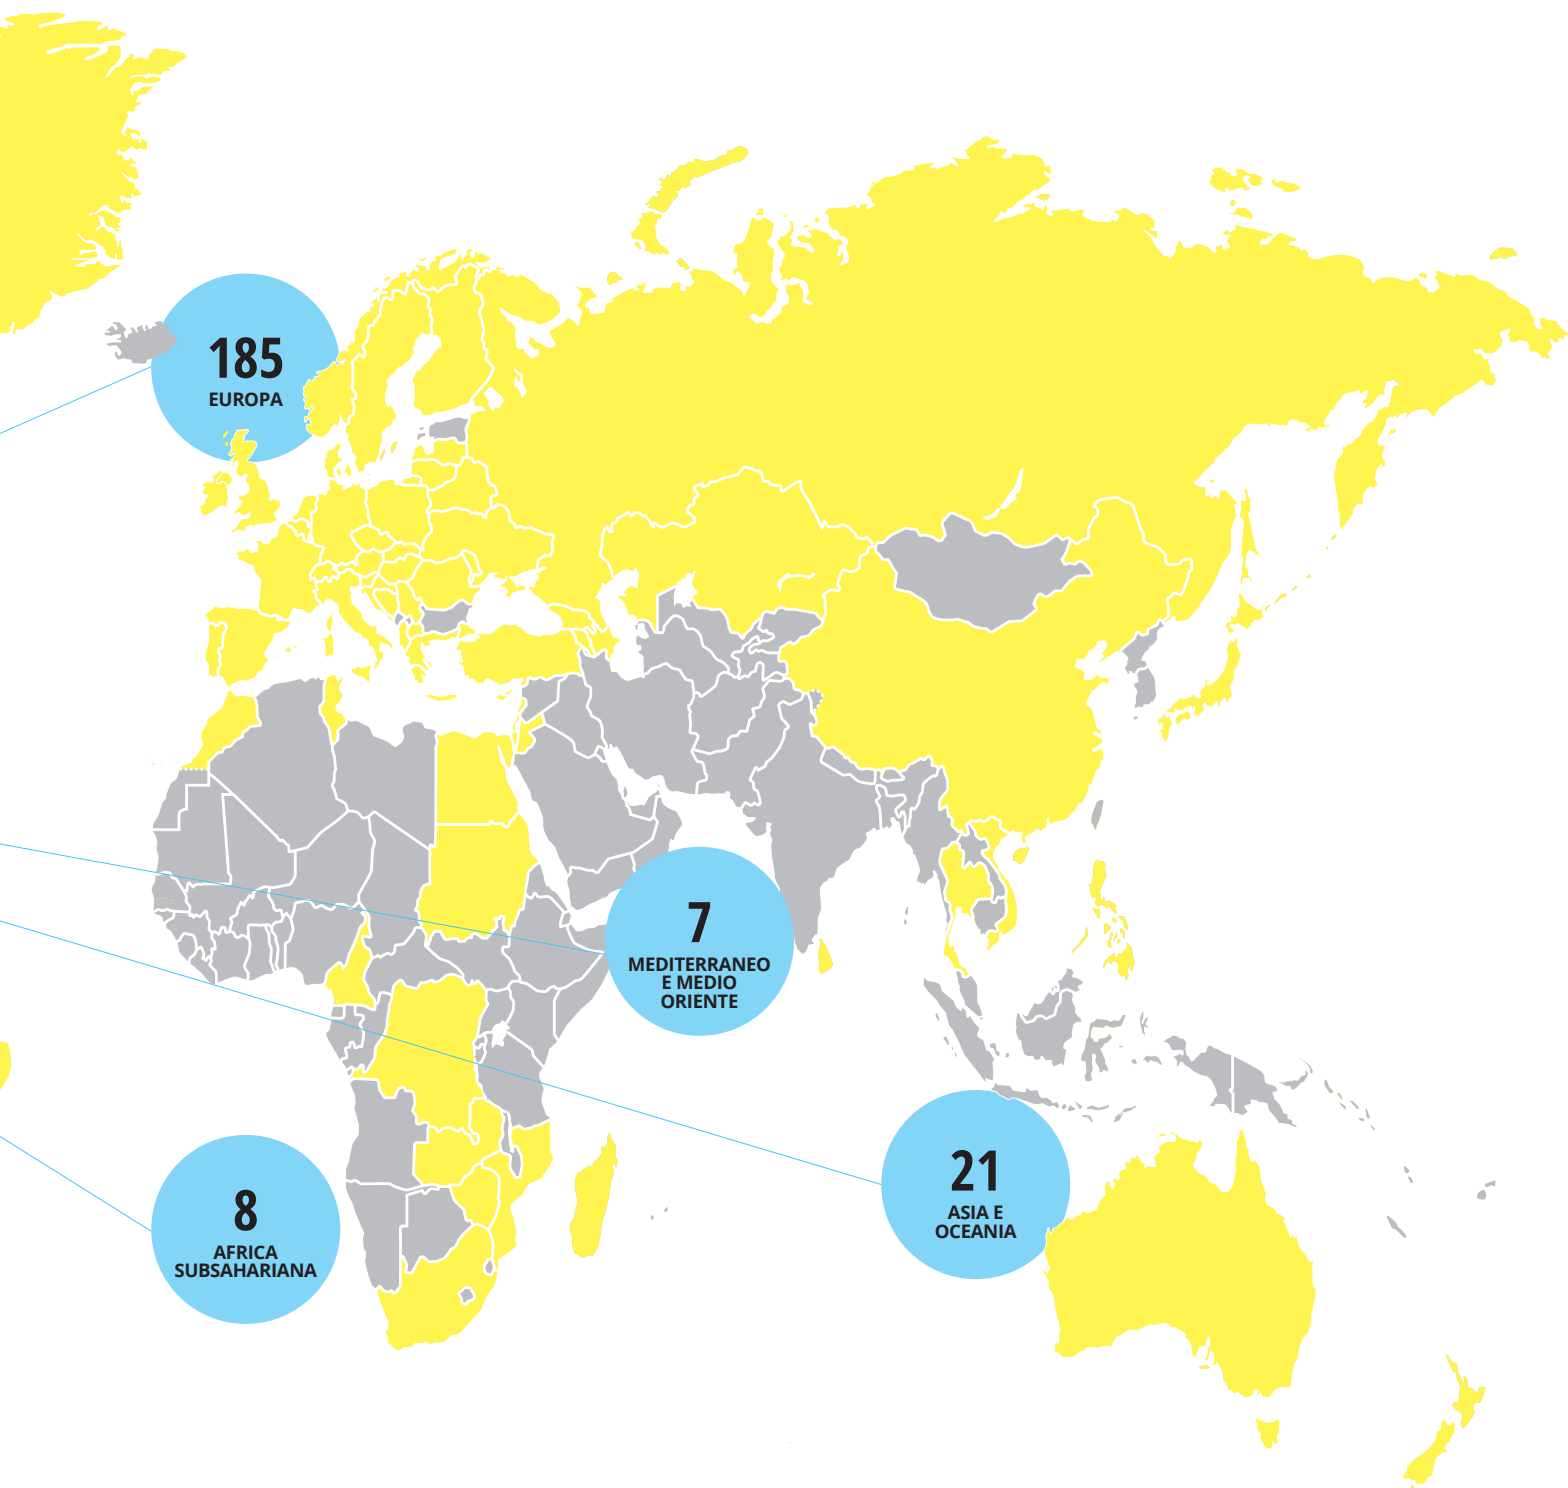 185
EUROPA
7
MEDITERRANEO
E MEDIO
ORIENTE
21
ASIA E
OCEANIA
8
AFRICA
SUBSAHARIANA